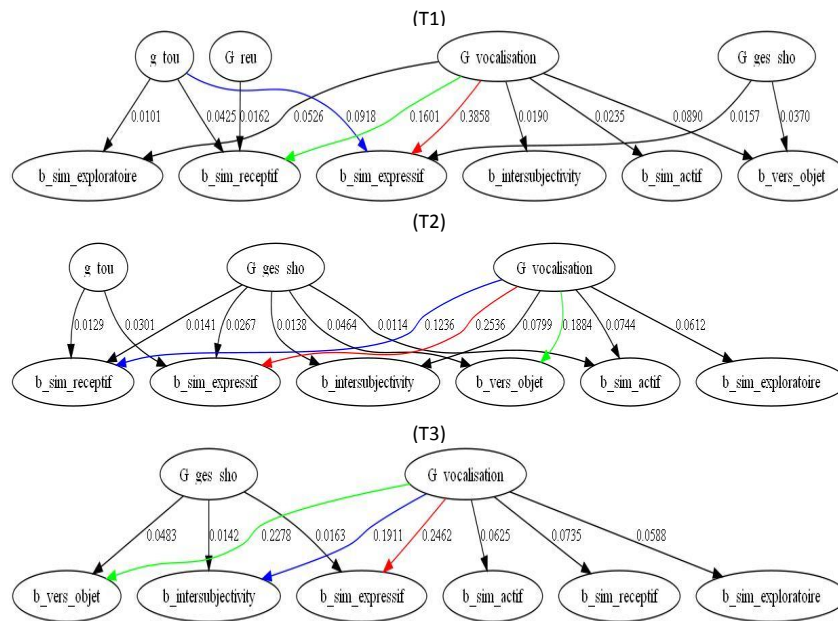 (T1)
g tou G reu G vocalisation G ges sho
0.0101 0.0425 0.0162 0.0526 0.0918 0.1601 0.3858 0.0190 0.0235 0.0890 0.0157 0.0370
b_sim_exploratoire b_sim_receptif b_sim_expressif b_intersubjectivity b_sim_actif b_vers_objet
(T2)
g tou G ges sho G vocalisation
0.0129 0.0301 0.0141 0.0267 0.0138 0.0464 0.0114 0.1236 0.2536 0.0799 0.1884 0.0744 0.0612
b_sim_receptif b_sim_expressif b_intersubjectivity b_vers_objet b_sim_actif b_sim_exploratoire
(T3)
G ges sho G vocalisation
0.0483 0.0142 0.2278 0.0163 0.1911 0.2462 0.0625 0.0735 0.0588
b_vers_objet b_intersubjectivity b_sim_expressif b_sim_actif b_sim_receptif b_sim_exploratoire